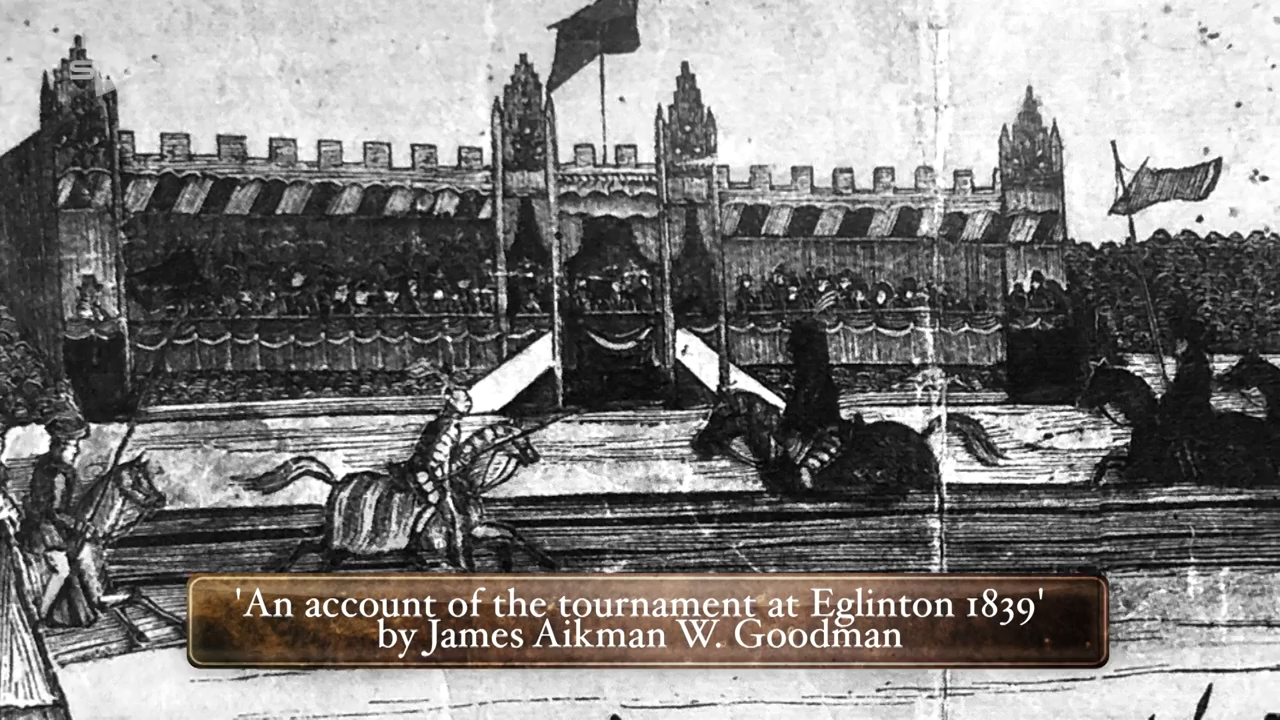 'An account of the tournament at Eglinton 1839'
by James Aikman W. Goodman